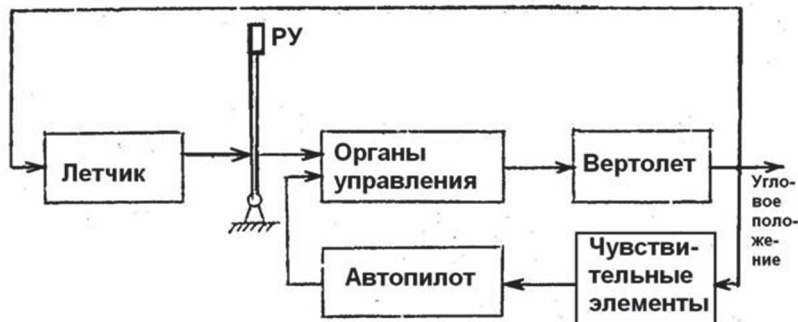 РУ
Летчик
Органы
управления
Вертолет
Угло-
вое
поло-
же-
ние
Автопилот
Чувстви-
тельные
элементы